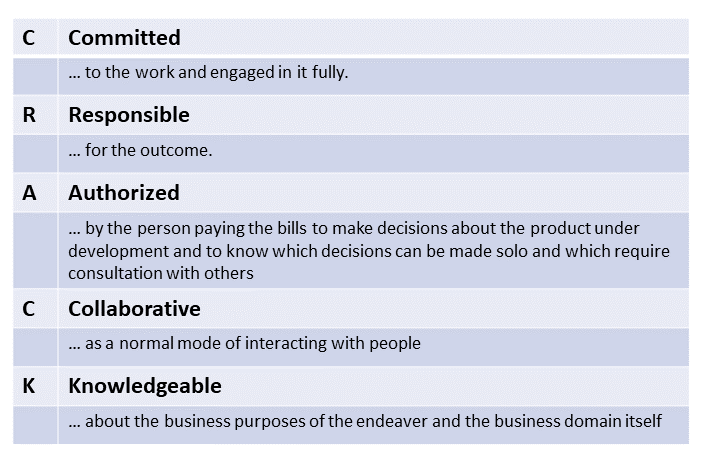 C Committed
... to the work and engaged in it fully.
R Responsible
... for the outcome.
A Authorized
... by the person paying the bills to make decisions about the product under
development and to know which decisions can be made solo and which require
consultation with others
C Collaborative
... as a normal mode of interacting with people
K Knowledgeable
... about the business purposes of the endeaver and the business domain itself